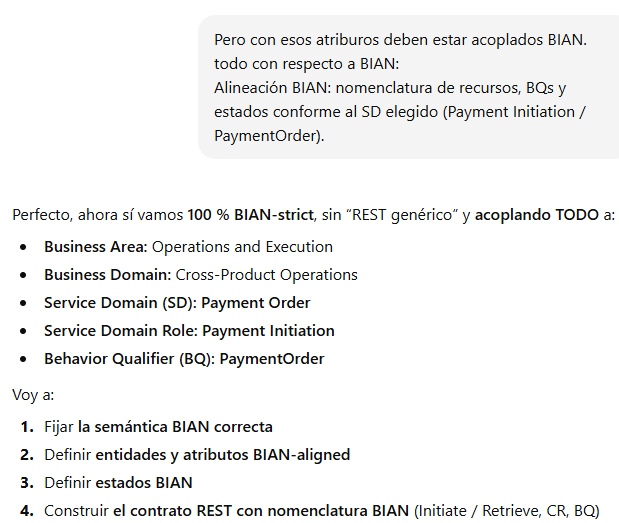 Pero con esos atriburos deben estar acoplados BIAN.
todo con respecto a BIAN:
Alineación BIAN: nomenclatura de recursos, BQs y
estados conforme al SD elegido (Payment Initiation /
PaymentOrder).
Perfecto, ahora sí vamos 100 % BIAN-strict, sin “REST genérico” y acoplando TODO a:
• Business Area: Operations and Execution
• Business Domain: Cross-Product Operations
• Service Domain (SD): Payment Order
• Service Domain Role: Payment Initiation
• Behavior Qualifier (BQ): PaymentOrder
Voy a:
1. Fijar la semántica BIAN correcta
2. Definir entidades y atributos BIAN-aligned
3. Definir estados BIAN
4. Construir el contrato REST con nomenclatura BIAN (Initiate / Retrieve, CR, BQ)